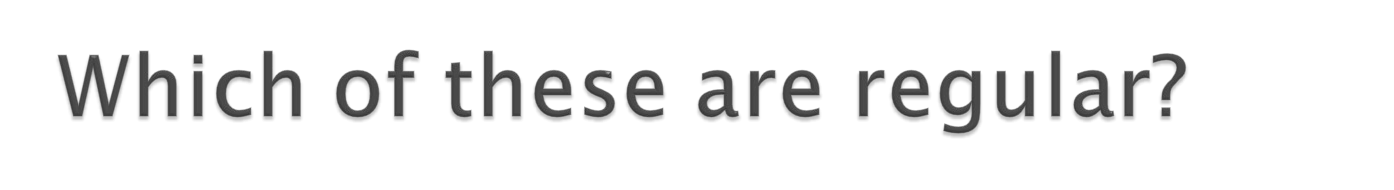 Which of these are regular?